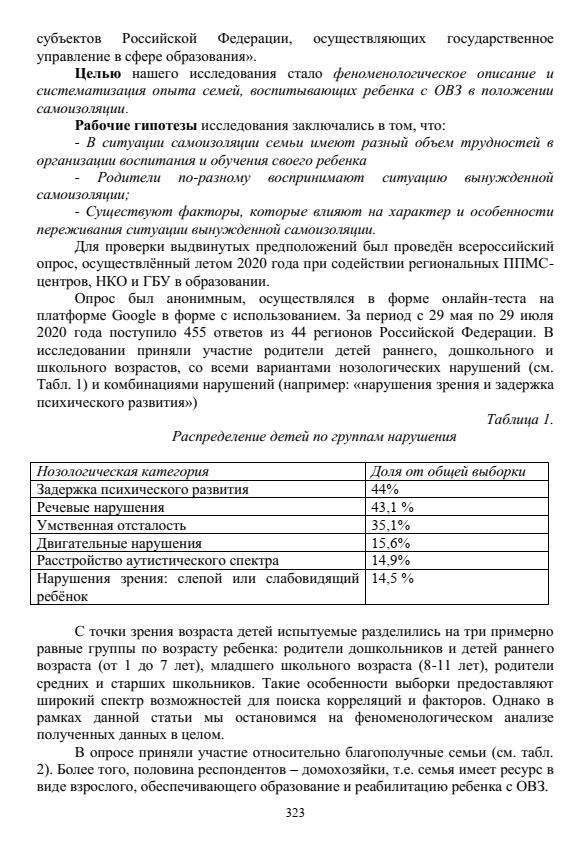 субъектов Российской Федерации, осуществляющих государственное
управление в сфере образования».
Целью нашего исследования стало феноменологическое описание и
систематизация опыта семей, воспитывающих ребенка с ОВЗ в положении
самоизоляции.
Рабочие гипотезы исследования заключались в том, что:
- В ситуации самоизоляции семьи имеют разный объем трудностей в
организации воспитания и обучения своего ребенка
- Родители по-разному воспринимают ситуацию вынужденной
самоизоляции;
- Существуют факторы, которые влияют на характер и особенности
переживания ситуации вынужденной самоизоляции.
Для проверки выдвинутых предположений был проведён всероссийский
опрос, осуществлённый летом 2020 года при содействии региональных ППМС-
центров, НКО и ГБУ в образовании.
Опрос был анонимным, осуществлялся в форме онлайн-теста на
платформе Google в форме с использованием. За период с 29 мая по 29 июля
2020 года поступило 455 ответов из 44 регионов Российской Федерации. В
исследовании приняли участие родители детей раннего, дошкольного и
школьного возрастов, со всеми вариантами нозологических нарушений (см.
Табл. 1) и комбинациями нарушений (например: «нарушения зрения и задержка
психического развития»)
Таблица 1.
Распределение детей по группам нарушения
Нозологическая категория Доля от общей выборки
Задержка психического развития 44%
Речевые нарушения 43,1 %
Умственная отсталость 35,1%
Двигательные нарушения 15,6%
Расстройство аутистического спектра 14,9%
Нарушения зрения: слепой или слабовидящий 14,5 %
ребёнок
С точки зрения возраста детей испытуемые разделились на три примерно
равные группы по возрасту ребенка: родители дошкольников и детей раннего
возраста (от 1 до 7 лет), младшего школьного возраста (8-11 лет), родители
средних и старших школьников. Такие особенности выборки предоставляют
широкий спектр возможностей для поиска корреляций и факторов. Однако в
рамках данной статьи мы остановимся на феноменологическом анализе
полученных данных в целом.
В опросе приняли участие относительно благополучные семьи (см. табл.
2). Более того, половина респондентов – домохозяйки, т.е. семья имеет ресурс в
виде взрослого, обеспечивающего образование и реабилитацию ребенка с ОВЗ.
323